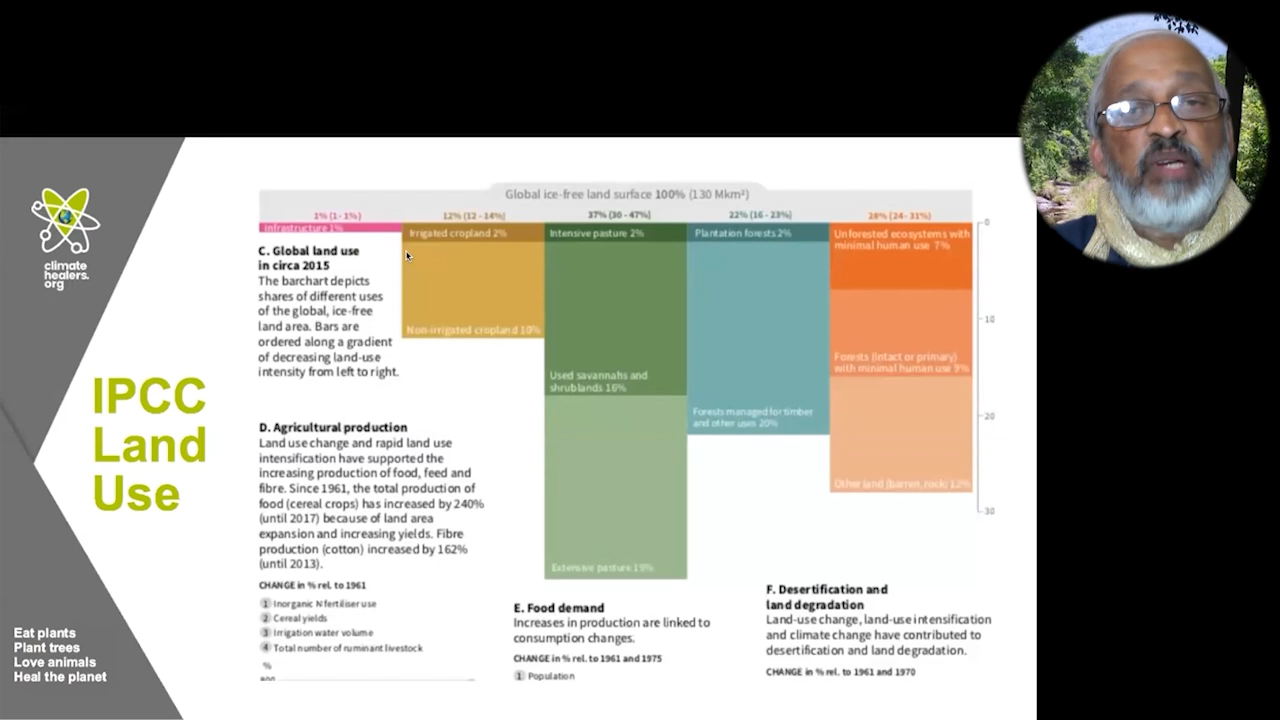 climate
healers.
org
IPCC
Land
Use
Eat plants
Plant trees
Love animals
Heal the planet
Global ice-free land surface 100% (130 Mkm²)
1% (1- 1%)
12% (12 - 14%)
37% (30 - 47%)
22% (16 - 23%)
28% (24- 31%)
Infrastructure 1%
Irrigated cropland 2%
Non-irrigated cropland 10%
Intensive pasture 2%
Used savannahs and
shrublands 16%
Extensive pasture 19%
Plantation forests 2%
Forests managed for timber
and other uses 20%
Unforested ecosystems with
minimal human use 7%
Forests (intact or primary)
with minimal human use 9%
Other land (barren, rock) 12%
0
10
20
30
C. Global land use
in circa 2015
The barchart depicts
shares of different uses
of the global, ice-free
land area. Bars are
ordered along a gradient
of decreasing land-use
intensity from left to right.
D. Agricultural production
Land use change and rapid land use
intensification have supported the
increasing production of food, feed and
fibre. Since 1961, the total production of
food (cereal crops) has increased by 240%
(until 2017) because of land area
expansion and increasing yields. Fibre
production (cotton) increased by 162%
(until 2013).
CHANGE in % rel. to 1961
1 Inorganic N fertiliser use
2 Cereal yields
3 Irrigation water volume
4 Total number of ruminant livestock
%
E. Food demand
Increases in production are linked to
consumption changes.
CHANGE in % rel. to 1961 and 1975
1 Population
F. Desertification and
land degradation
Land-use change, land-use intensification
and climate change have contributed to
desertification and land degradation.
CHANGE in % rel. to 1961 and 1970